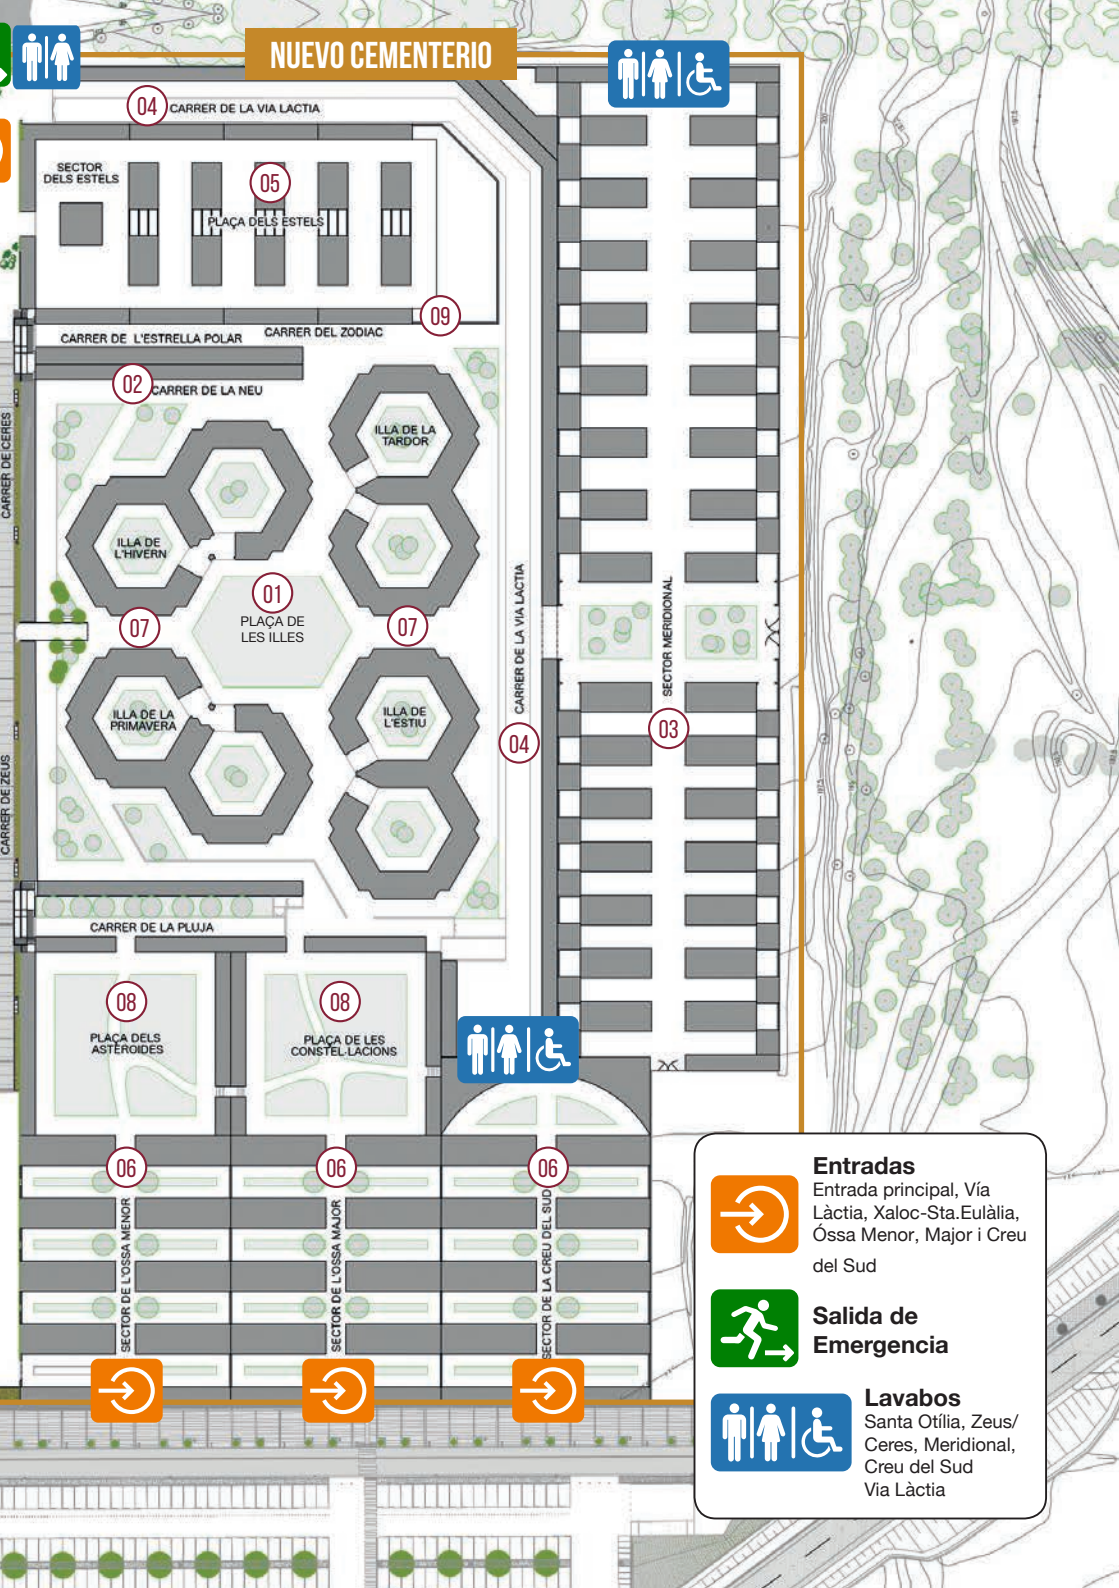 NUEVO CEMENTERIO
04 CARRER DE LA VIA LACTIA
SECTOR
DELS ESTELS
05
PLAÇA DELS ESTELS
09
CARRER DE L'ESTRELLA POLAR
CARRER DEL ZODIAC
02
CARRER DE LA NEU
ILLA DE LA
TARDOR
ILLA DE
L'HIVERN
CARRER DE CERES
01
PLAÇA DE
LES ILLES
07
07
CARRER DE LA VIA LACTIA
04
SECTOR MERIDIONAL
03
ILLA DE LA
PRIMAVERA
ILLA DE
L'ESTIU
CARRER DE ZEUS
CARRER DE LA PLUJA
08
PLAÇA DELS
ASTEROIDES
08
PLAÇA DE LES
CONSTEL·LACIONS
06
06
06
SECTOR DE L'OSSA MENOR
SECTOR DE L'OSSA MAJOR
SECTOR DE LA CREU DEL SUD
Entradas
Entrada principal, Vía
Làctia, Xaloc-Sta.Eulàlia,
Óssa Menor, Major i Creu
del Sud
Salida de
Emergencia
Lavabos
Santa Otília, Zeus/
Ceres, Meridional,
Creu del Sud
Via Làctia